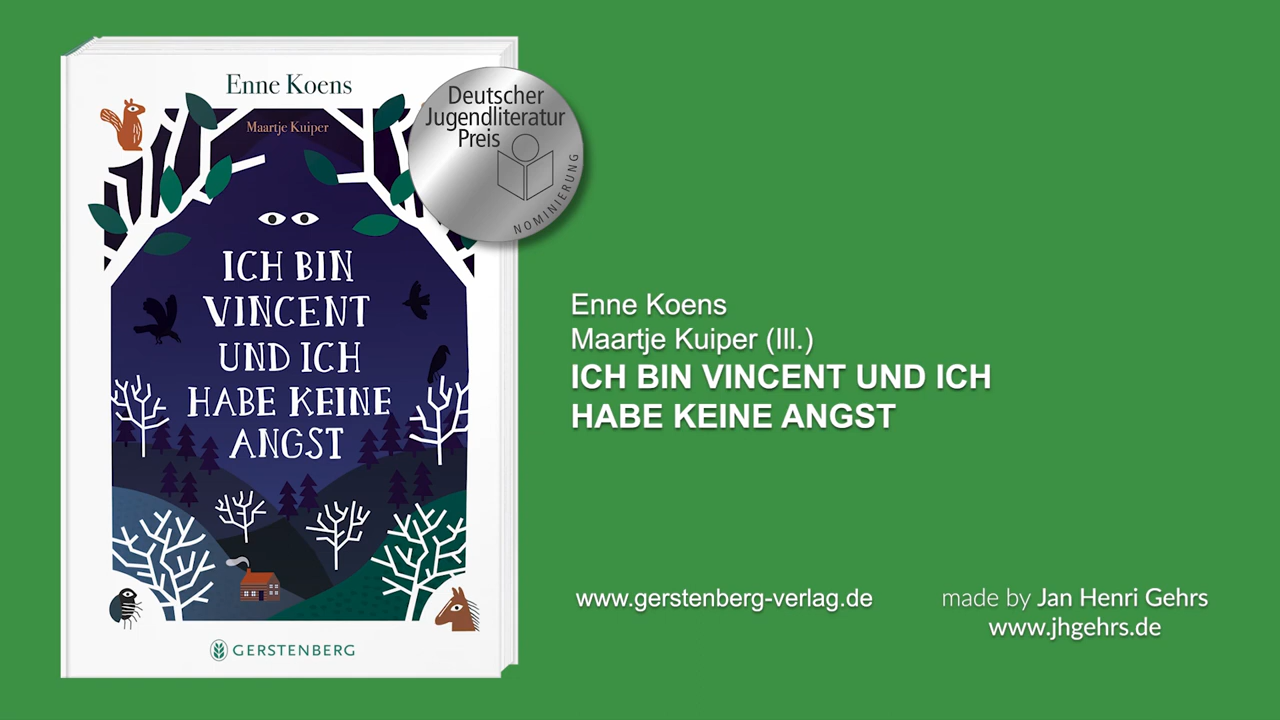 Enne Koens
Maartje Kuiper
Deutscher
Jugendliteratur
Preis
NOMINIERUNG
ICH BIN
VINCENT
UND ICH
HABE KEINE
ANGST
GERSTENBERG
Enne Koens
Maartje Kuiper (Ill.)
ICH BIN VINCENT UND ICH
HABE KEINE ANGST
www.gerstenberg-verlag.de
made by Jan Henri Gehrs
www.jhgehrs.de